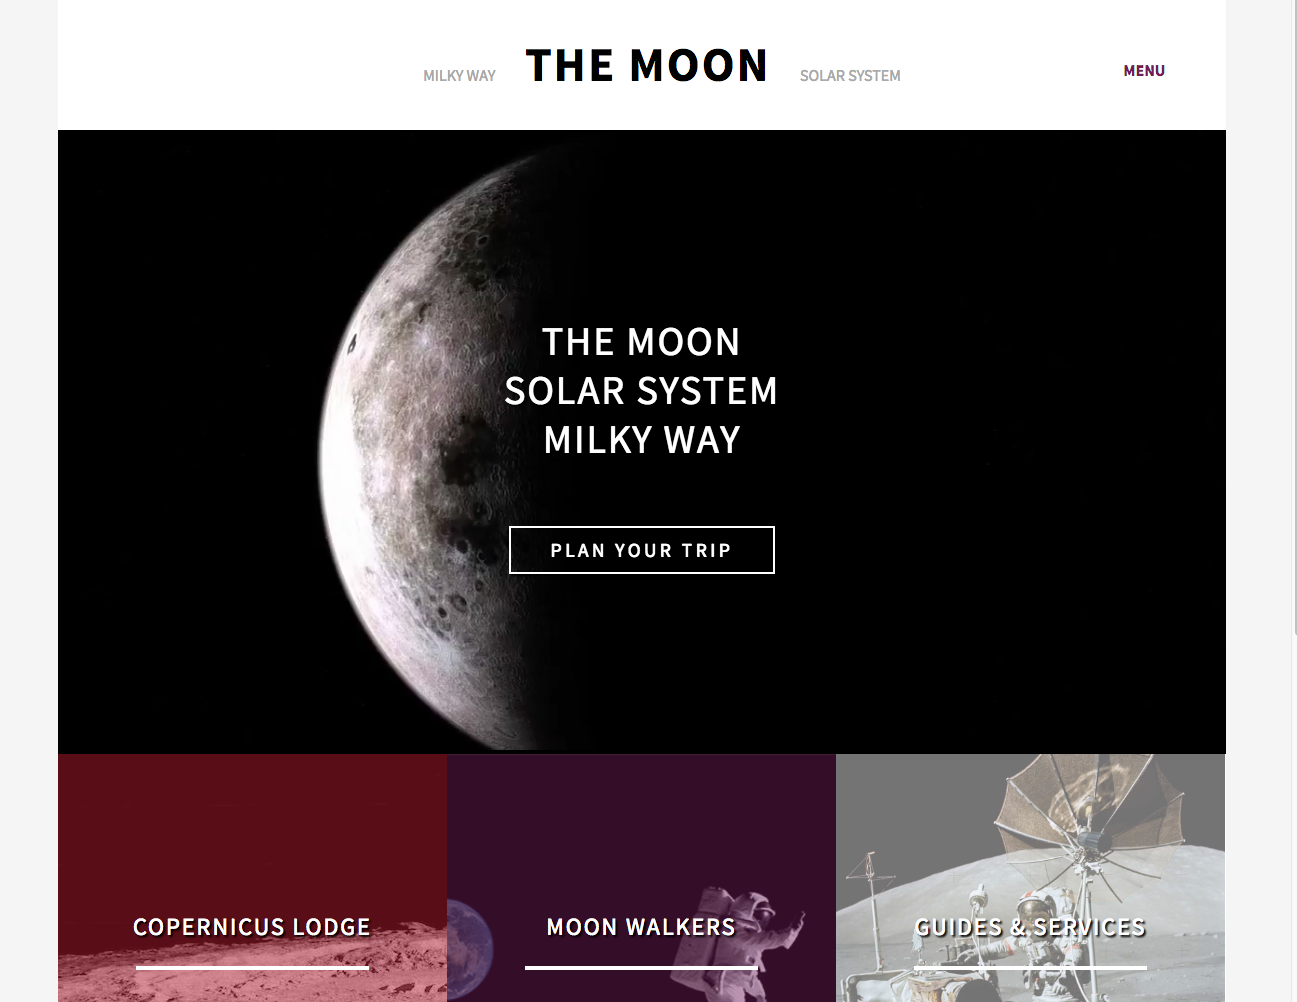 MILKY WAY THE MOON SOLAR SYSTEM MENU
THE MOON
SOLAR SYSTEM
MILKY WAY
PLAN YOUR TRIP
COPERNICUS LODGE
MOON WALKERS
GUIDES & SERVICES